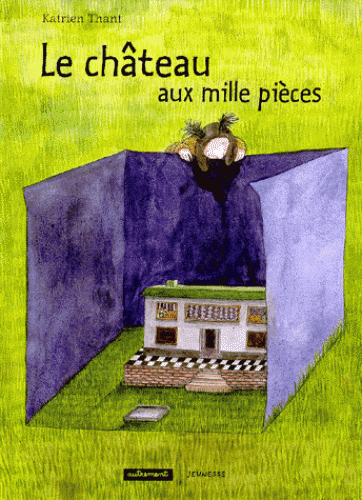 Katrien Thant
Le château
aux mille pièces
autrement JEUNESSE